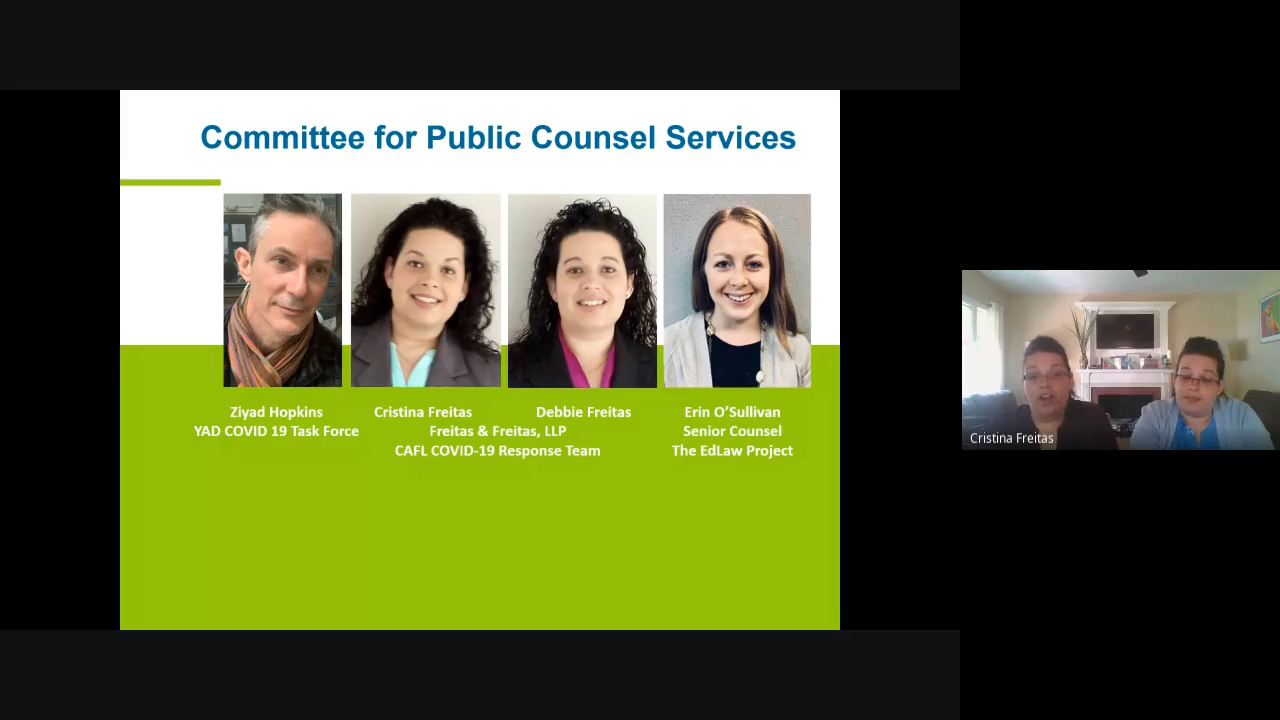 Committee for Public Counsel Services
Ziyad Hopkins
YAD COVID 19 Task Force
Cristina Freitas
Debbie Freitas
Freitas & Freitas, LLP
CAFL COVID-19 Response Team
Erin O'Sullivan
Senior Counsel
The EdLaw Project
Cristina Freitas